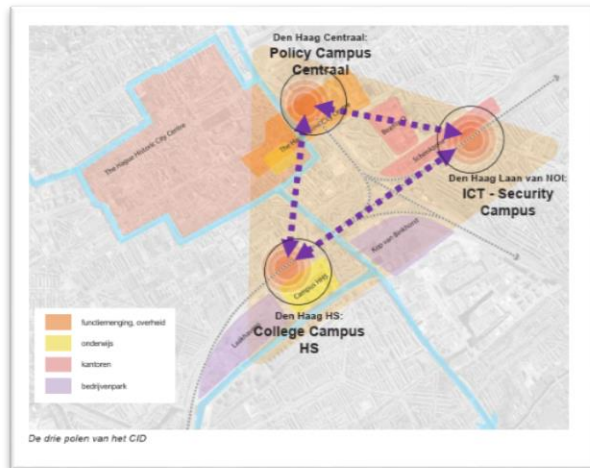 Den Haag Centraal:
Policy Campus
Centraal
The Hague Historic City Centre
Den Haag Laan van NOI:
ICT - Security
Campus
Kop van Binckhorst
Campus HHS
Den Haag HS:
College Campus
HS
functiemenging, overheid
onderwijs
kantoren
bedrijvenpark
De drie polen van het CID